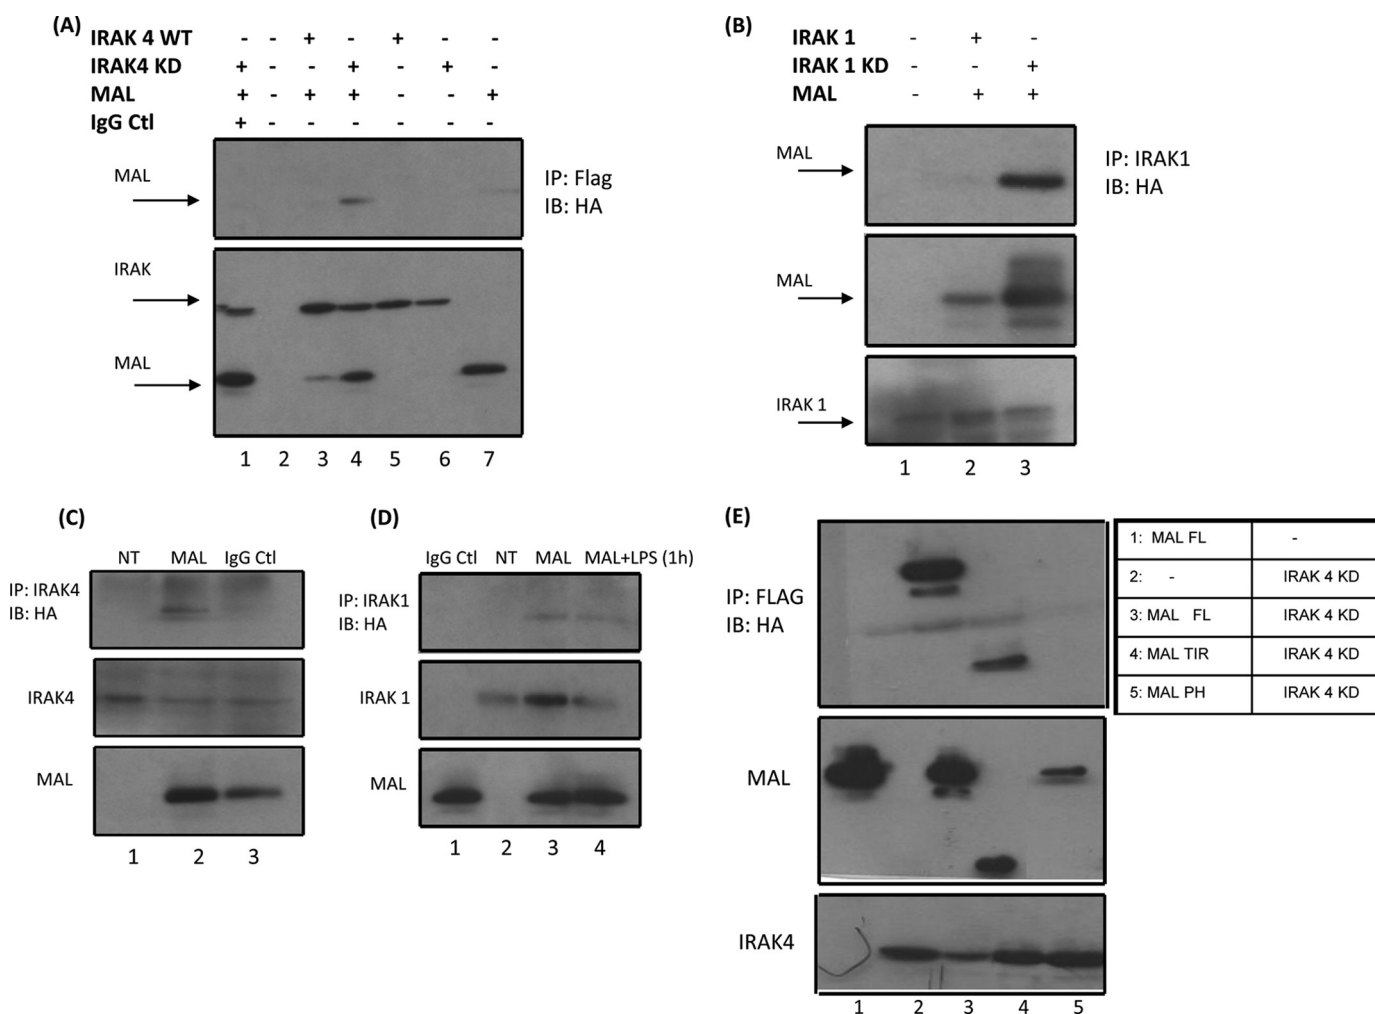 (A)
IRAK 4 WT - - + - + - -
IRAK4 KD + - - + - + -
MAL + - + + - - +
IgG Ctl + - - - - - -
MAL
IP: Flag
IB: HA
IRAK
MAL
1 2 3 4 5 6 7
(B)
IRAK 1 - + -
IRAK 1 KD - - +
MAL - + +
MAL
IP: IRAK1
IB: HA
MAL
IRAK 1
1 2 3
(C)
NT MAL IgG Ctl
IP: IRAK4
IB: HA
IRAK4
MAL
1 2 3
(D)
IgG Ctl NT MAL MAL+LPS (1h)
IP: IRAK1
IB: HA
IRAK 1
MAL
1 2 3 4
(E)
IP: FLAG
IB: HA
MAL
IRAK4
1 2 3 4 5
1: MAL FL -
2: - IRAK 4 KD
3: MAL FL IRAK 4 KD
4: MAL TIR IRAK 4 KD
5: MAL PH IRAK 4 KD